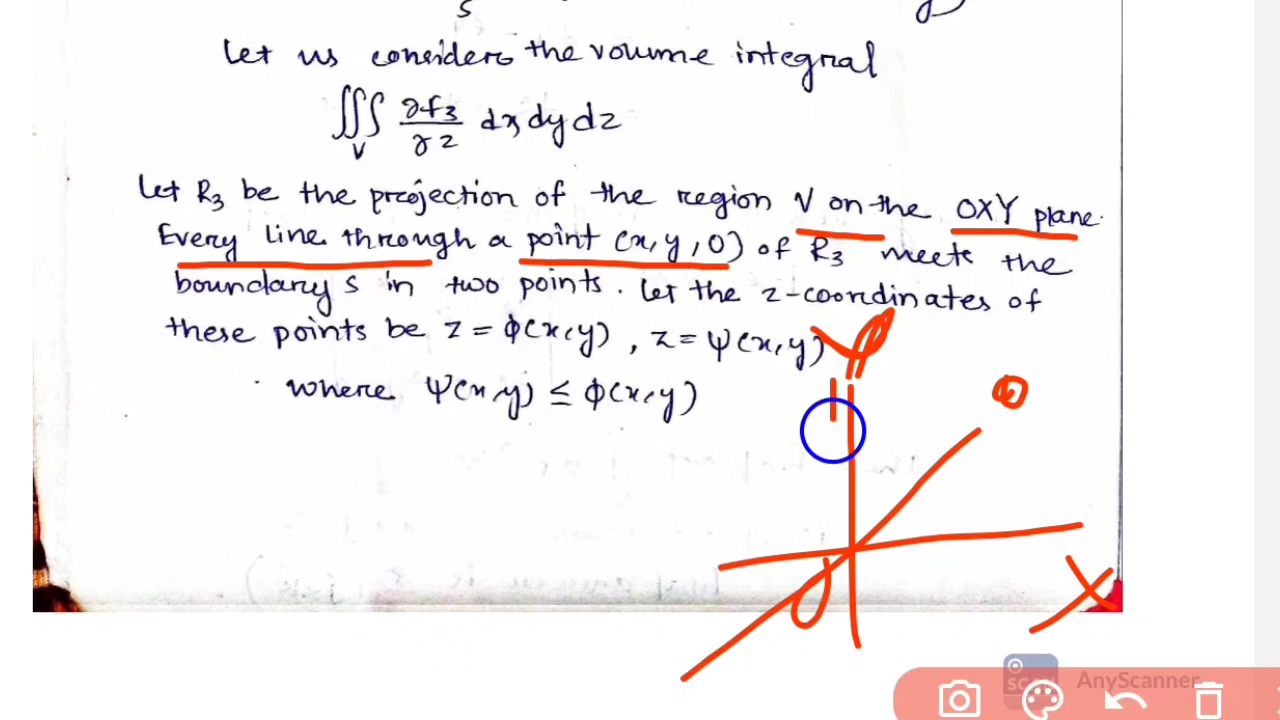 S
Let us consider the volume integral
∭_V ∂f3/∂z dx dy dz
Let R3 be the projection of the region V on the OXY plane.
Every line through a point (x, y, 0) of R3 meets the
boundary S in two points. Let the z-coordinates of
these points be z = φ(x, y), z = ψ(x, y)
where ψ(x, y) ≤ φ(x, y)
Y
O
X
SCAN AnyScanner